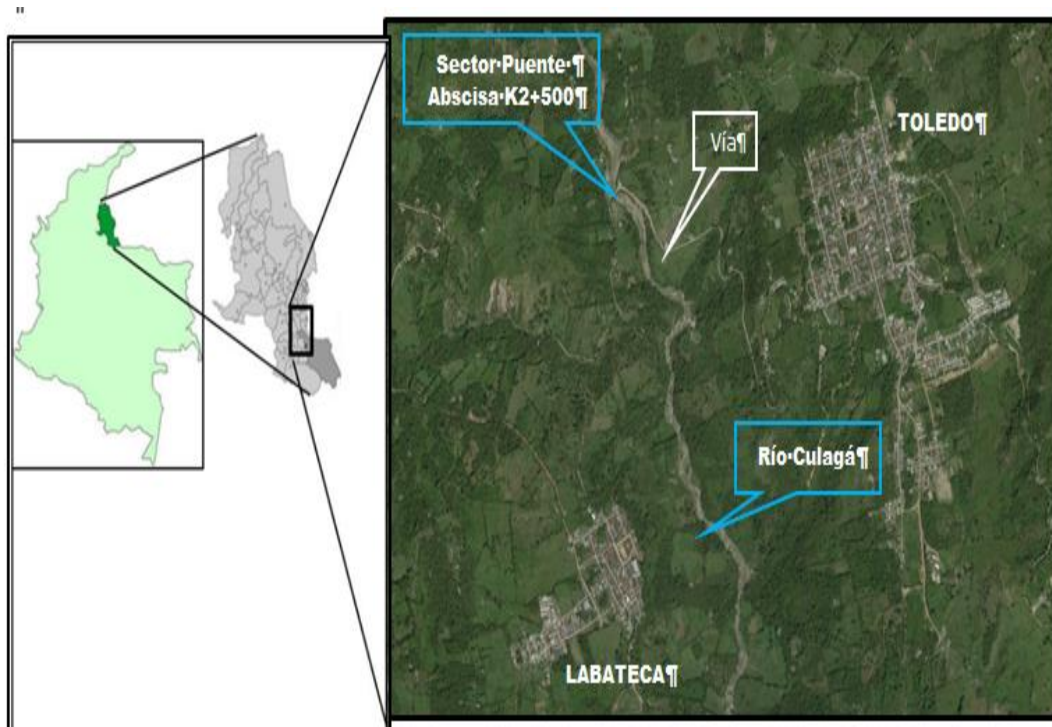 "
Sector·Puente·¶
Abscisa·K2+500¶
Vía¶
TOLEDO¶
Río·Culagá¶
LABATECA¶